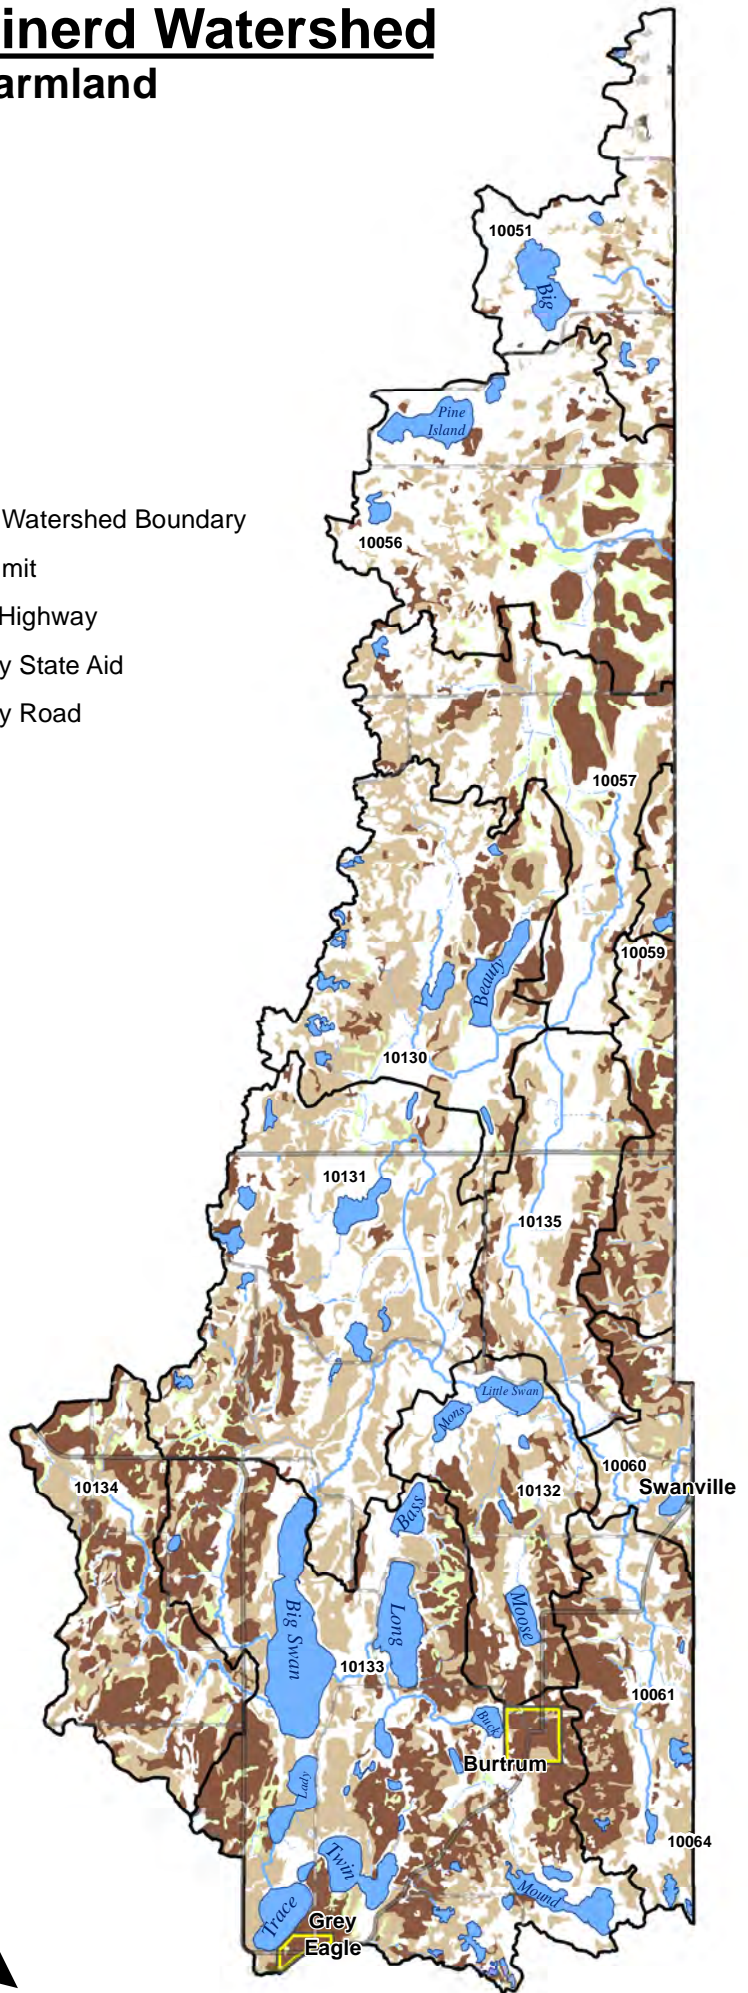 inerd Watershed
armland
10051
Big
Pine
Island
Watershed Boundary
10056
mit
Highway
y State Aid
y Road
10057
10059
Beauty
10130
10131
10135
Little Swan
Mons
10060
10134
10132
Swanville
Bass
Moose
Big Swan
Long
10133
10061
Buck
Burtrum
Lady
10064
Twin
Mound
Trace
Grey
Eagle